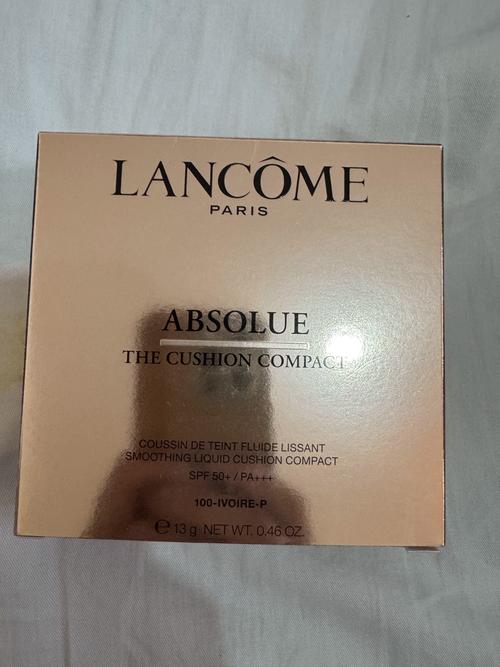 LANCÔME
PARIS
ABSOLUE
THE CUSHION COMPACT
COUSSIN DE TEINT FLUIDE LISSANT
SMOOTHING LIQUID CUSHION COMPACT
SPF 50+ / PA+++
100-IVOIRE-P
℮ 13 g· NET WT. 0.46 OZ.